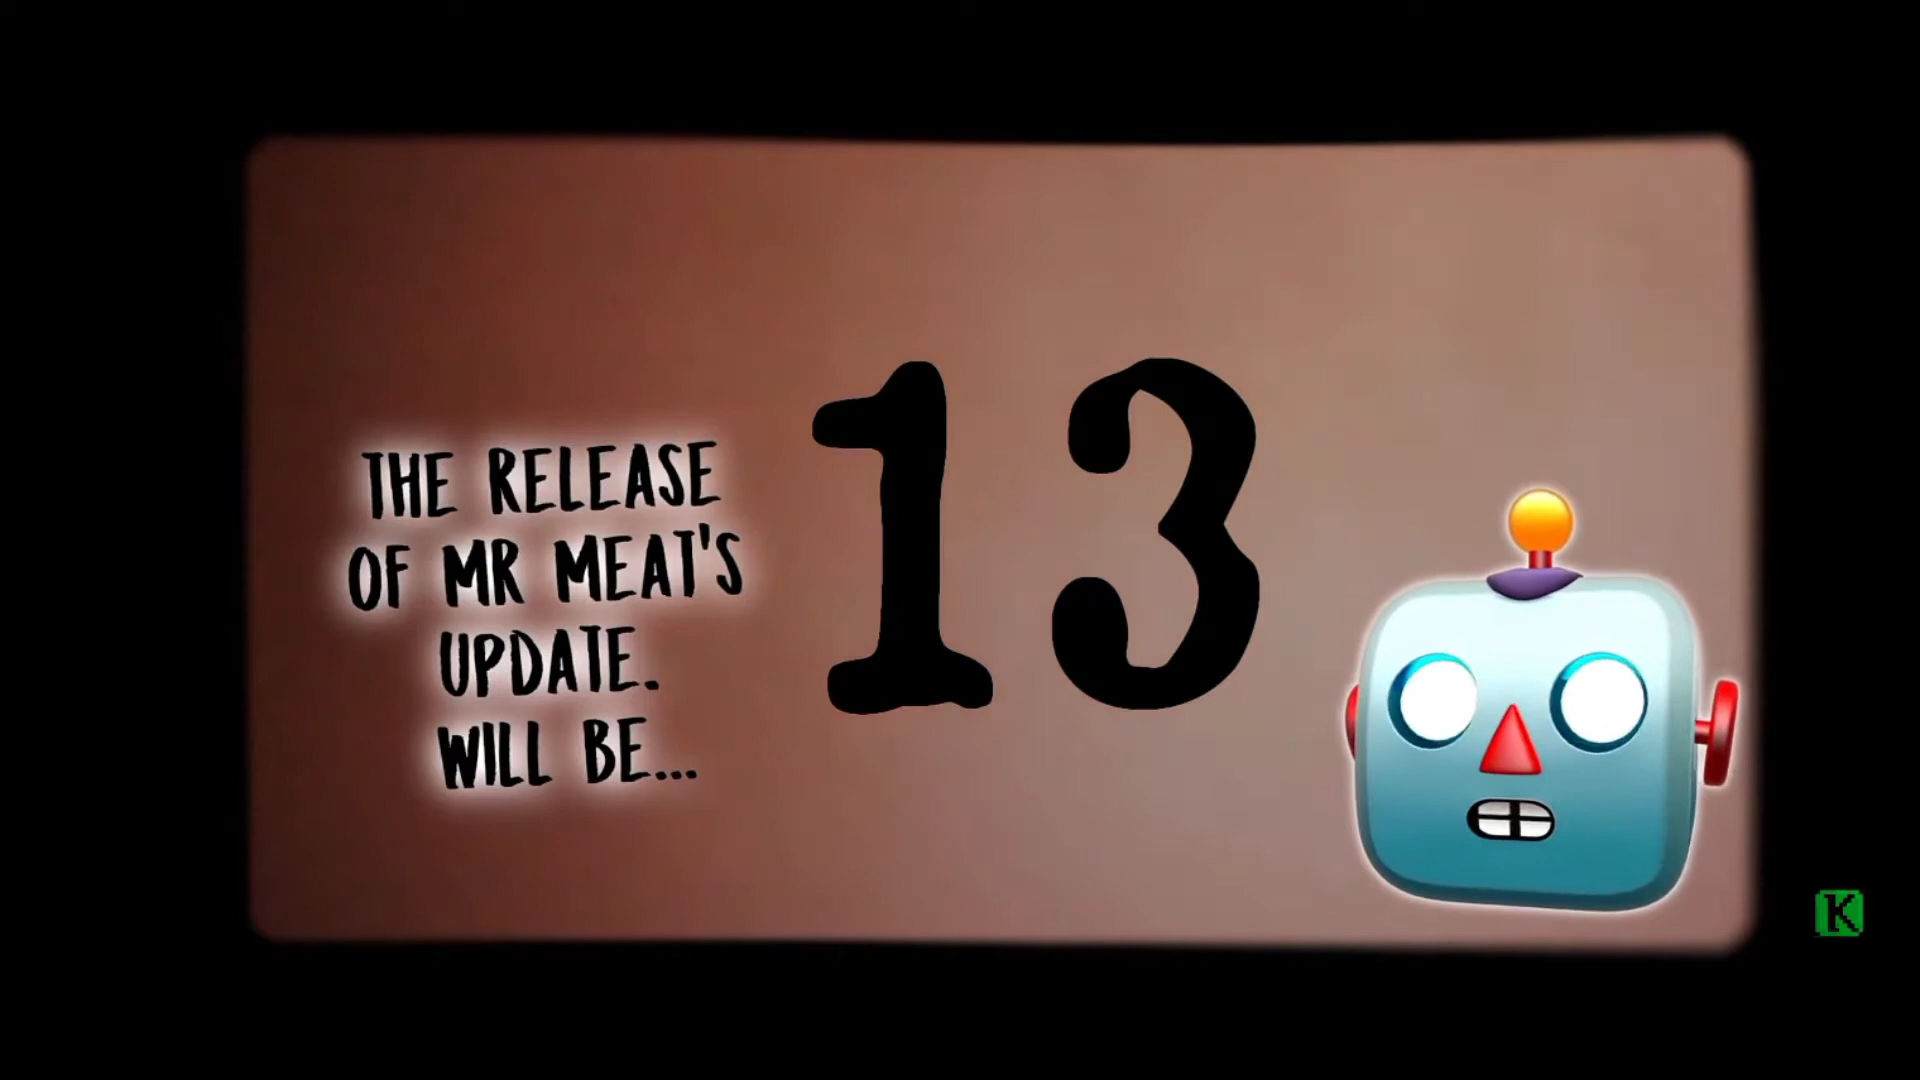 THE RELEASE
OF MR MEAT'S
UPDATE.
WILL BE...
13
K